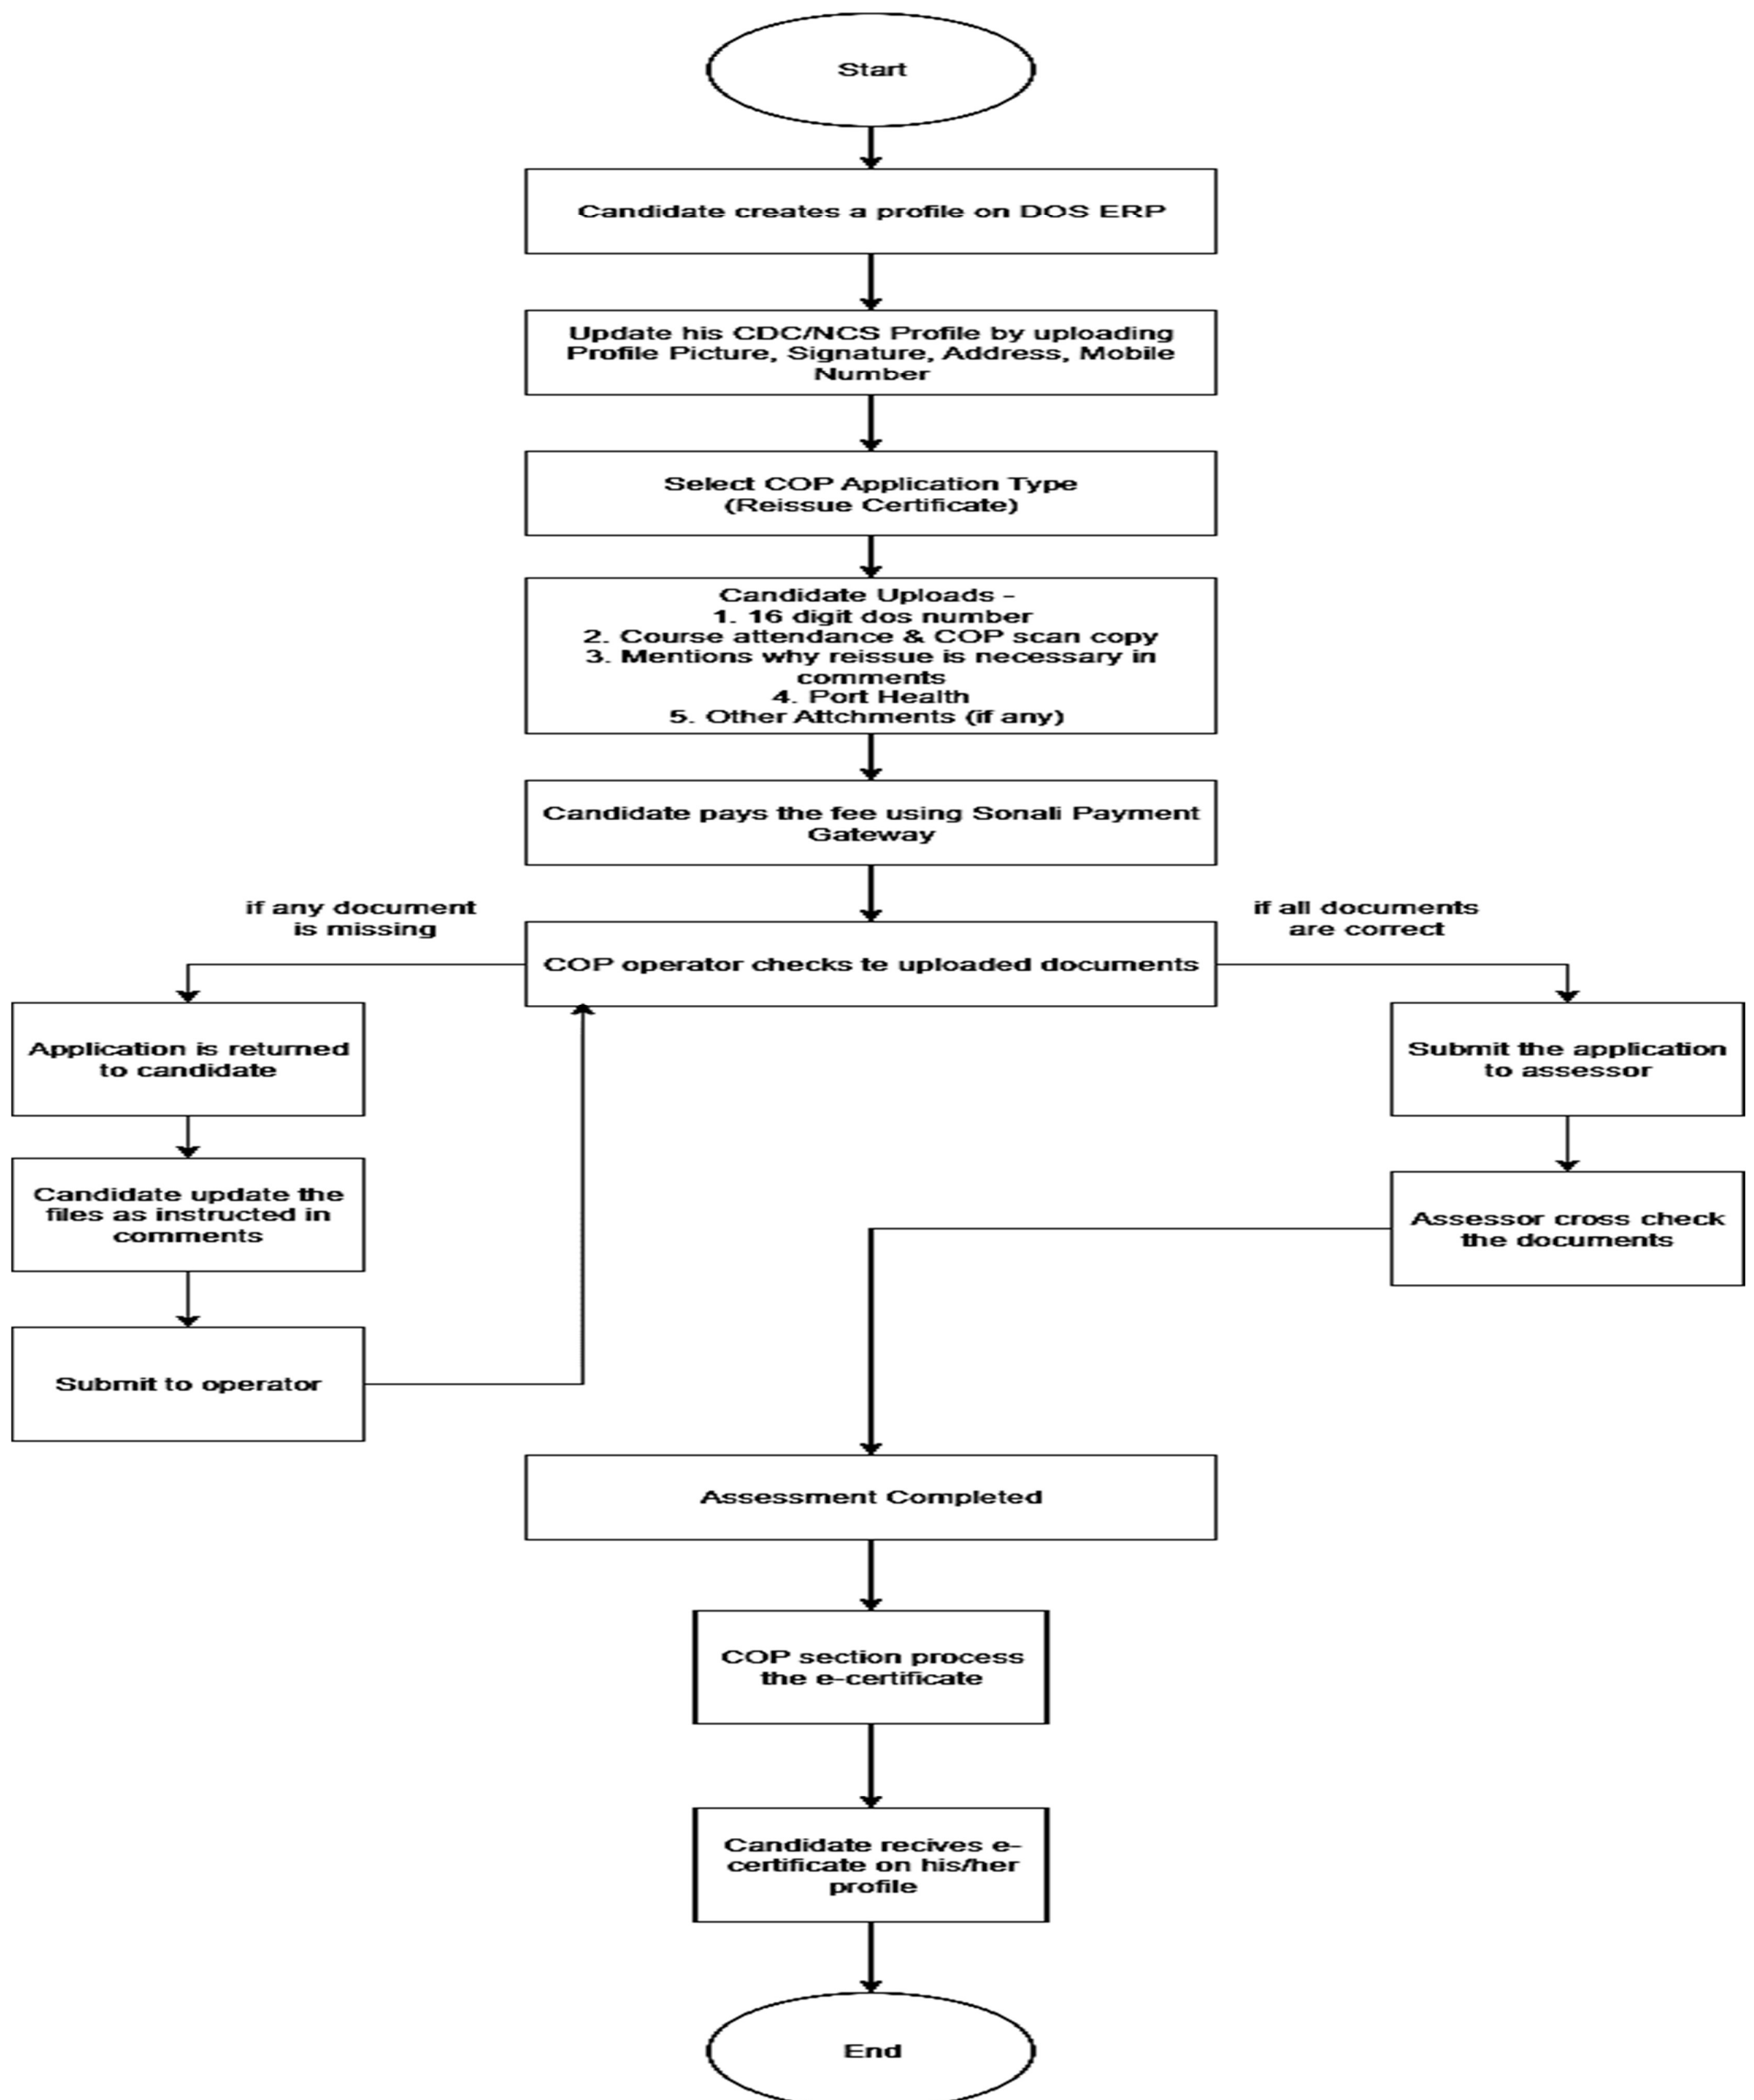 Start
Candidate creates a profile on DOS ERP
Update his CDC/NCS Profile by uploading
Profile Picture, Signature, Address, Mobile
Number
Select COP Application Type
(Reissue Certificate)
Candidate Uploads -
1. 16 digit dos number
2. Course attendance & COP scan copy
3. Mentions why reissue is necessary in
comments
4. Port Health
5. Other Attchments (if any)
Candidate pays the fee using Sonali Payment
Gateway
if any document
is missing
if all documents
are correct
COP operator checks te uploaded documents
Application is returned
to candidate
Submit the application
to assessor
Candidate update the
files as instructed in
comments
Assessor cross check
the documents
Submit to operator
Assessment Completed
COP section process
the e-certificate
Candidate recives e-
certificate on his/her
profile
End